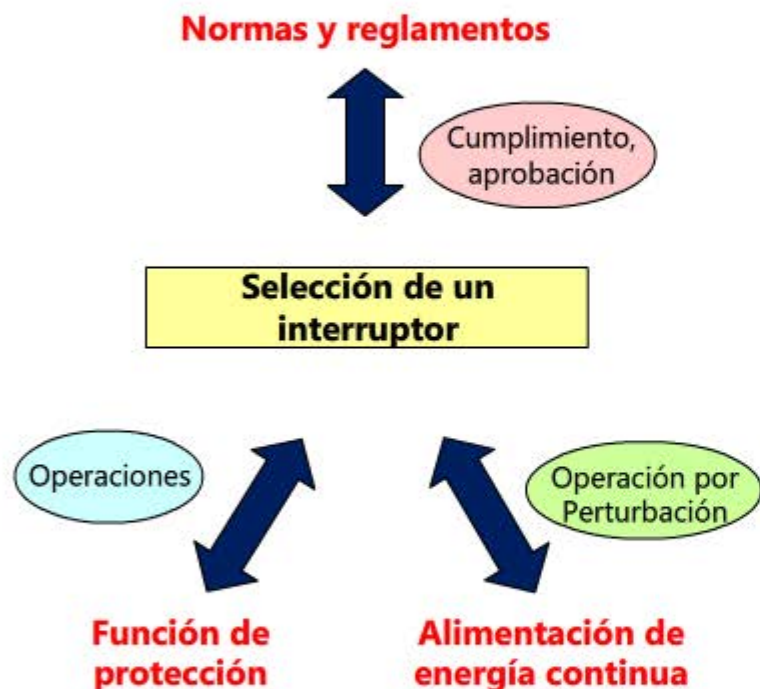 Normas y reglamentos
Cumplimiento,
aprobación
Selección de un
interruptor
Operaciones
Operación por
Perturbación
Función de
protección
Alimentación de
energía continua